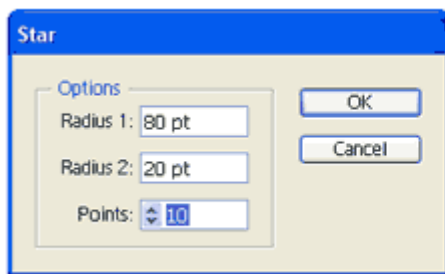 Star
Options
Radius 1: 80 pt
Radius 2: 20 pt
Points: 10
OK
Cancel